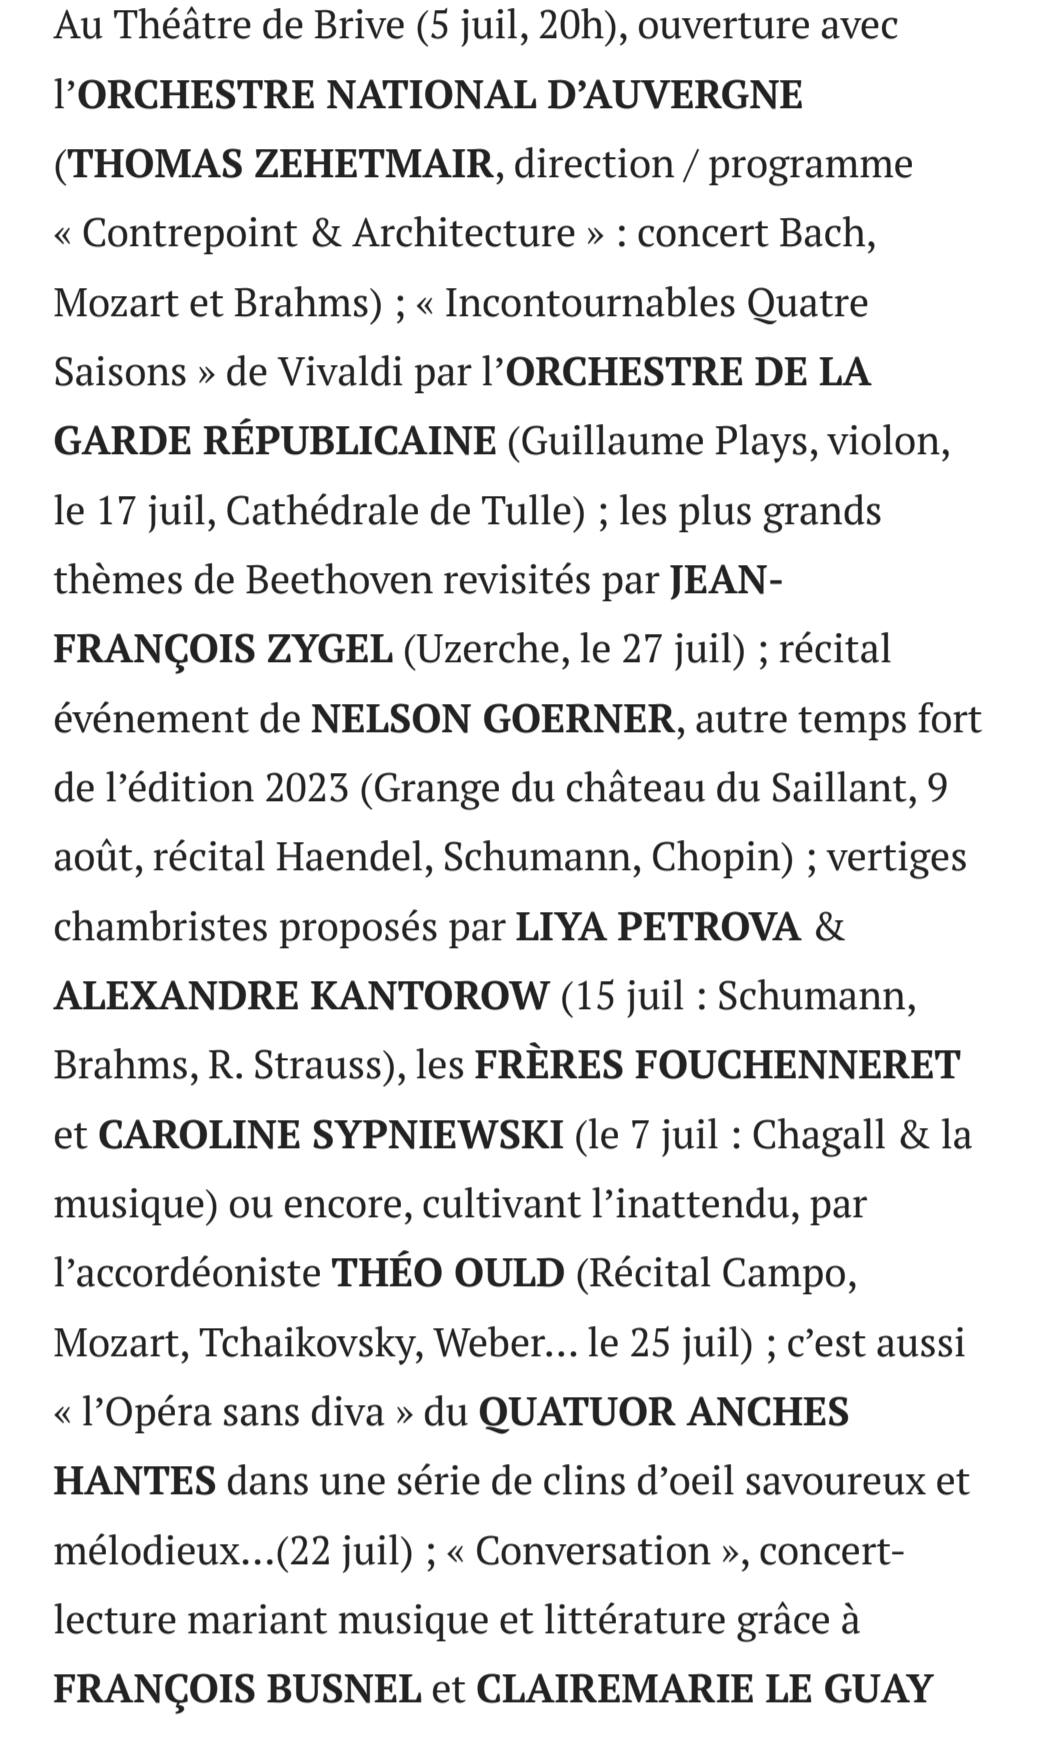 Au Théâtre de Brive (5 juil, 20h), ouverture avec
l’ORCHESTRE NATIONAL D’AUVERGNE
(THOMAS ZEHETMAIR, direction / programme
« Contrepoint & Architecture » : concert Bach,
Mozart et Brahms) ; « Incontournables Quatre
Saisons » de Vivaldi par l’ORCHESTRE DE LA
GARDE RÉPUBLICAINE (Guillaume Plays, violon,
le 17 juil, Cathédrale de Tulle) ; les plus grands
thèmes de Beethoven revisités par JEAN-
FRANÇOIS ZYGEL (Uzerche, le 27 juil) ; récital
événement de NELSON GOERNER, autre temps fort
de l’édition 2023 (Grange du château du Saillant, 9
août, récital Haendel, Schumann, Chopin) ; vertiges
chambristes proposés par LIYA PETROVA &
ALEXANDRE KANTOROW (15 juil : Schumann,
Brahms, R. Strauss), les FRÈRES FOUCHENNERET
et CAROLINE SYPNIEWSKI (le 7 juil : Chagall & la
musique) ou encore, cultivant l’inattendu, par
l’accordéoniste THÉO OULD (Récital Campo,
Mozart, Tchaikovsky, Weber… le 25 juil) ; c’est aussi
« l’Opéra sans diva » du QUATUOR ANCHES
HANTES dans une série de clins d’oeil savoureux et
mélodieux…(22 juil) ; « Conversation », concert-
lecture mariant musique et littérature grâce à
FRANÇOIS BUSNEL et CLAIREMARIE LE GUAY